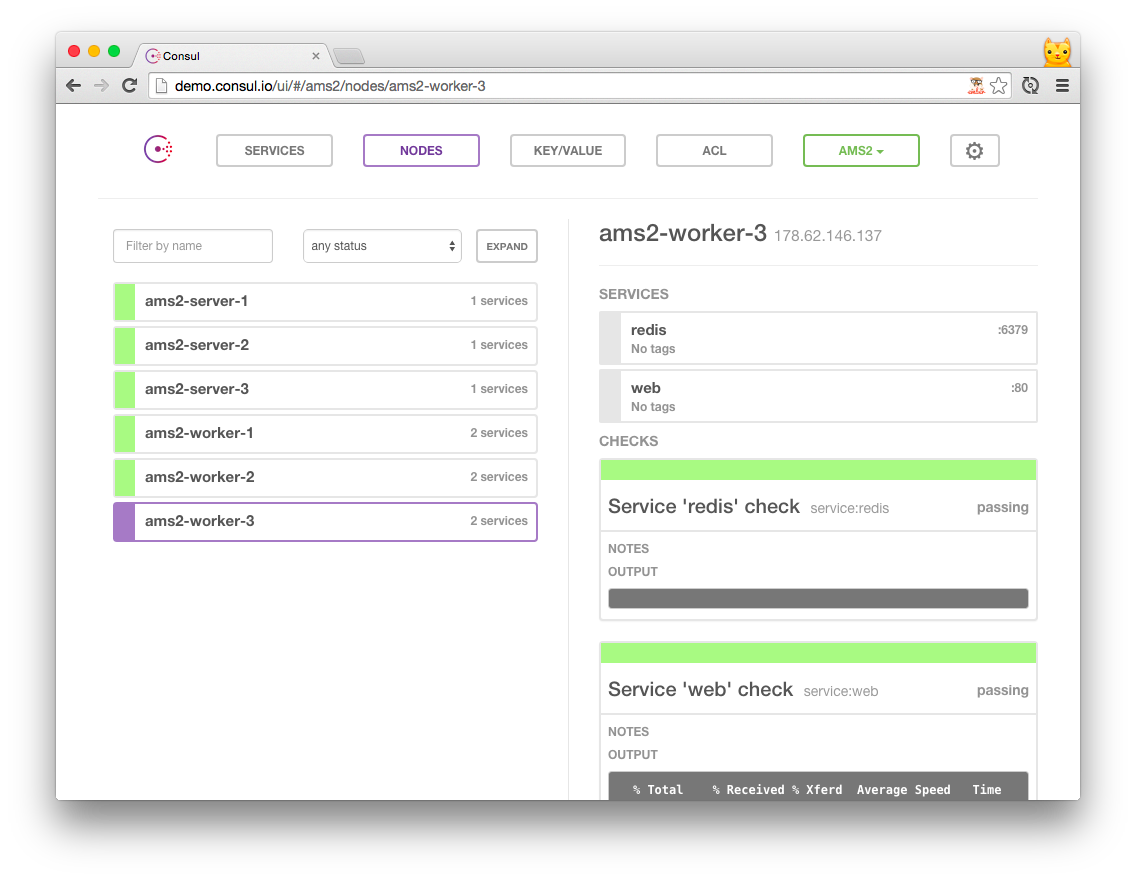 Consul
demo.consul.io/ui/#/ams2/nodes/ams2-worker-3
SERVICES NODES KEY/VALUE ACL AMS2
Filter by name any status EXPAND
ams2-server-1 1 services
ams2-server-2 1 services
ams2-server-3 1 services
ams2-worker-1 2 services
ams2-worker-2 2 services
ams2-worker-3 2 services
ams2-worker-3 178.62.146.137
SERVICES
redis :6379
No tags
web :80
No tags
CHECKS
Service 'redis' check service:redis passing
NOTES
OUTPUT
Service 'web' check service:web passing
NOTES
OUTPUT
% Total % Received % Xferd Average Speed Time